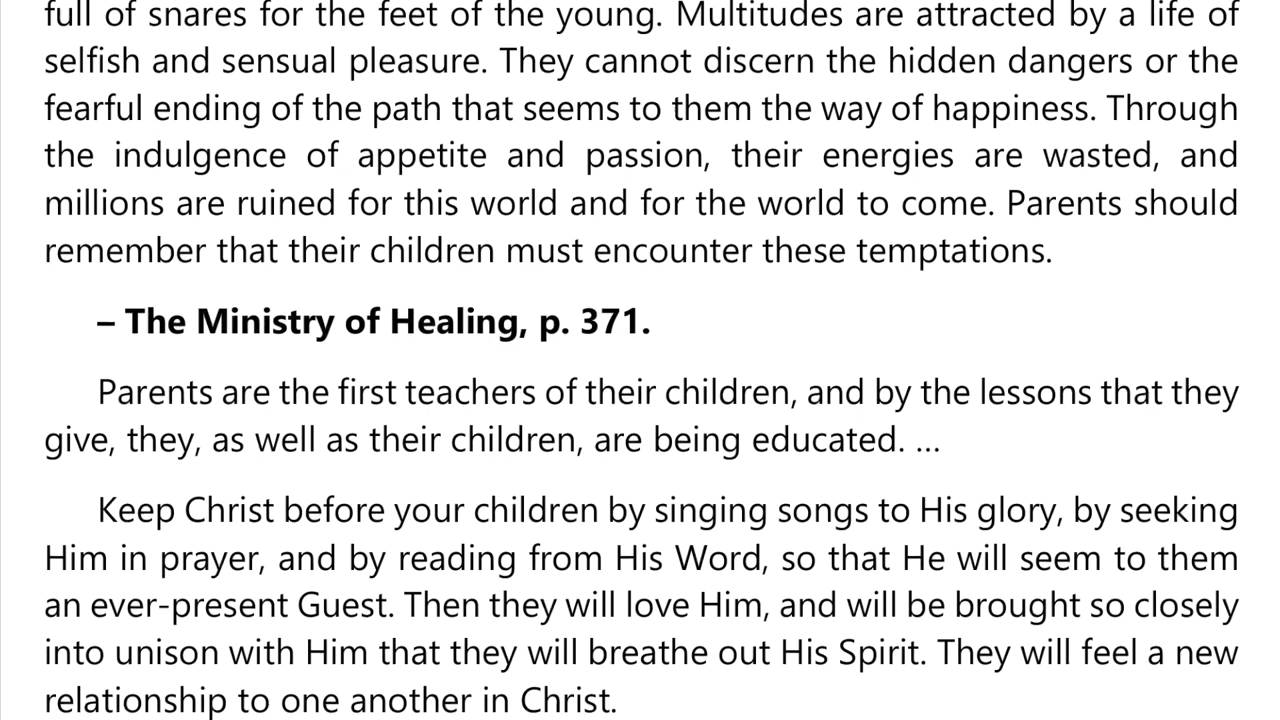 full of snares for the feet of the young. Multitudes are attracted by a life of
selfish and sensual pleasure. They cannot discern the hidden dangers or the
fearful ending of the path that seems to them the way of happiness. Through
the indulgence of appetite and passion, their energies are wasted, and
millions are ruined for this world and for the world to come. Parents should
remember that their children must encounter these temptations.
– The Ministry of Healing, p. 371.
Parents are the first teachers of their children, and by the lessons that they
give, they, as well as their children, are being educated. ...
Keep Christ before your children by singing songs to His glory, by seeking
Him in prayer, and by reading from His Word, so that He will seem to them
an ever-present Guest. Then they will love Him, and will be brought so closely
into unison with Him that they will breathe out His Spirit. They will feel a new
relationship to one another in Christ.